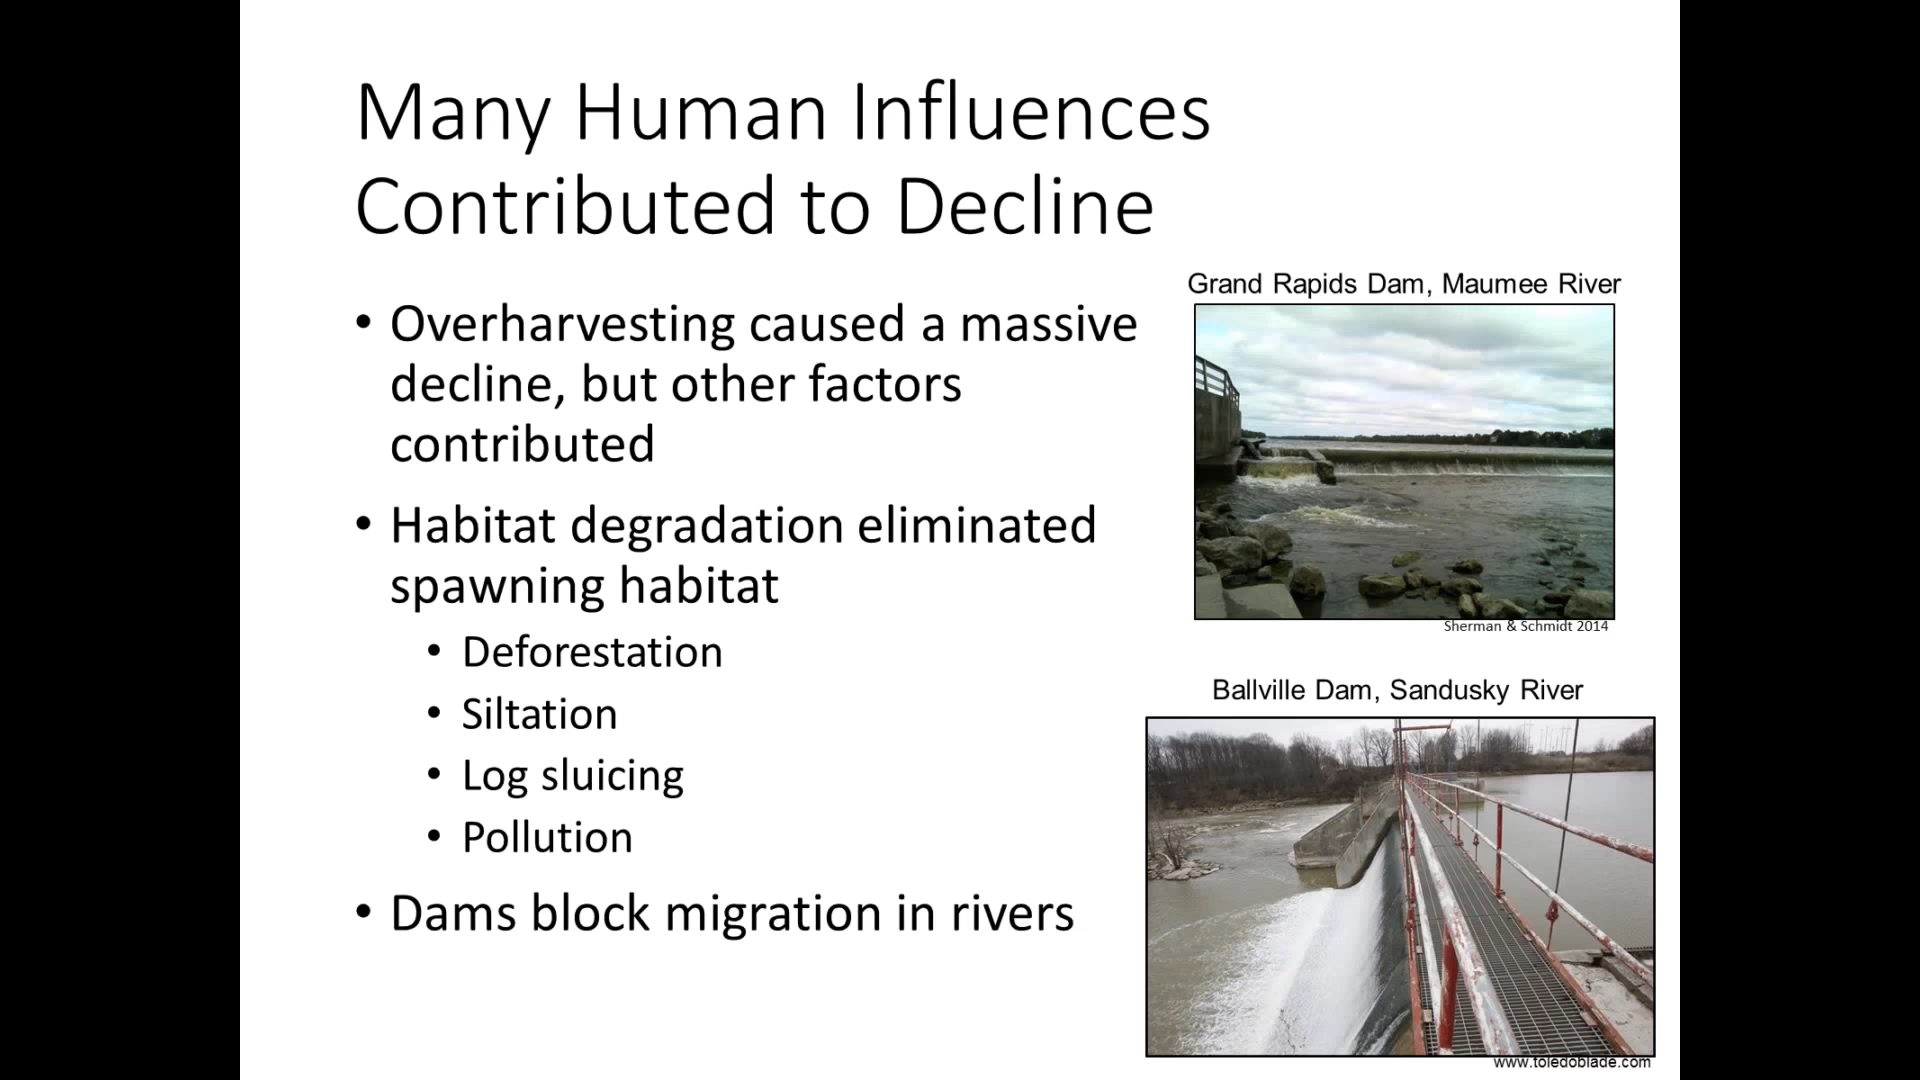 Many Human Influences
Contributed to Decline
• Overharvesting caused a massive
decline, but other factors
contributed
• Habitat degradation eliminated
spawning habitat
• Deforestation
• Siltation
• Log sluicing
• Pollution
• Dams block migration in rivers
Grand Rapids Dam, Maumee River
Sherman & Schmidt 2014
Ballville Dam, Sandusky River
www.toledoblade.com